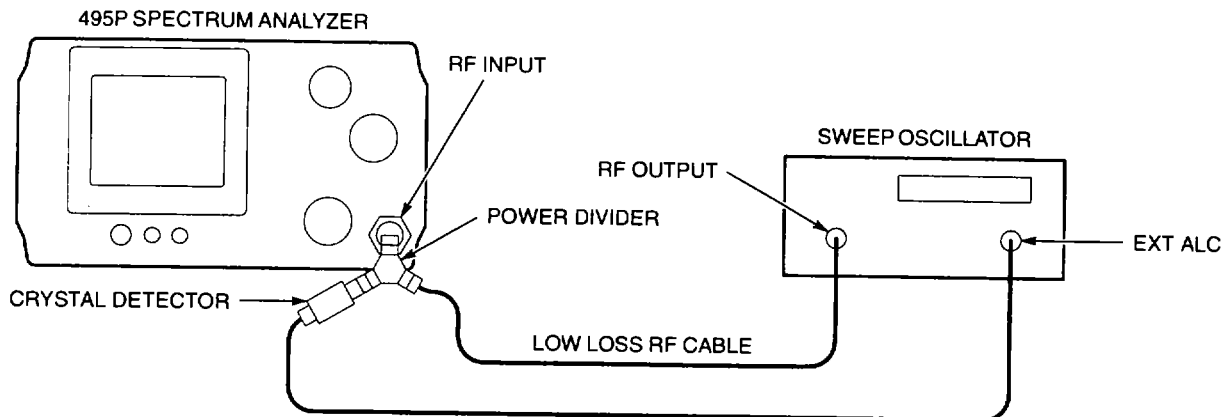 495P SPECTRUM ANALYZER
RF INPUT
SWEEP OSCILLATOR
RF OUTPUT
POWER DIVIDER
EXT ALC
CRYSTAL DETECTOR
LOW LOSS RF CABLE